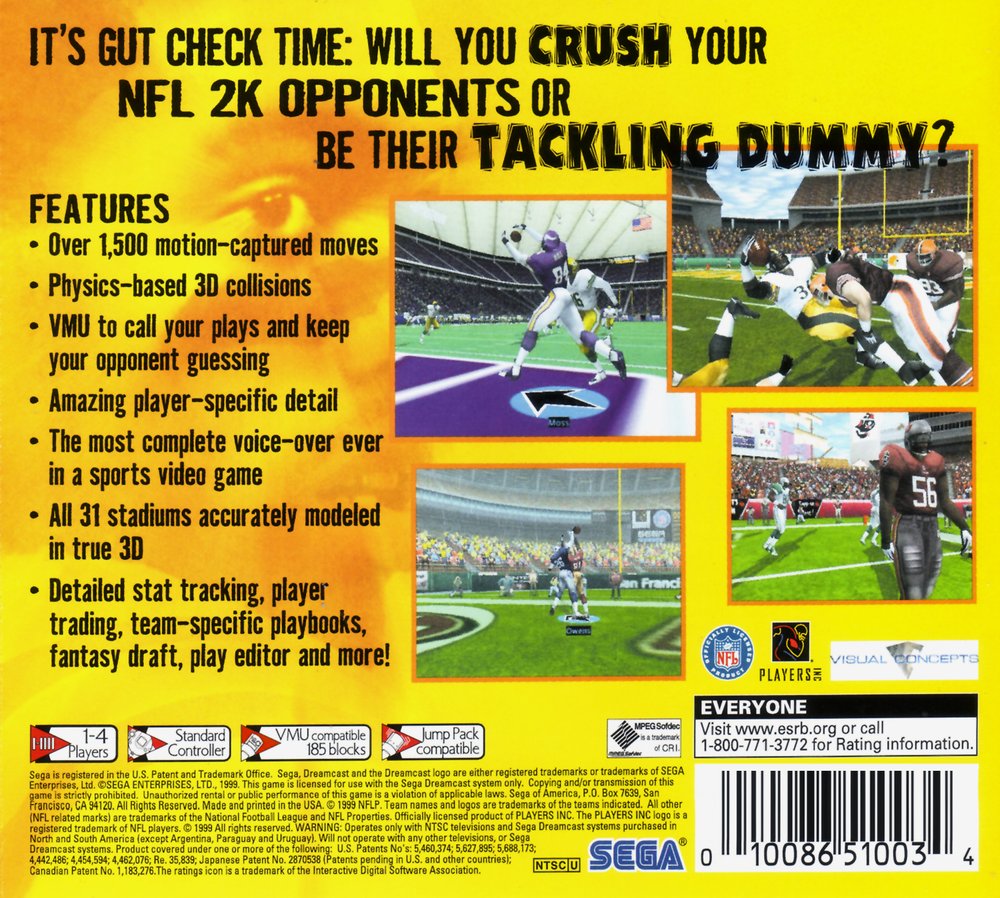 IT'S GUT CHECK TIME: WILL YOU CRUSH YOUR
NFL 2K OPPONENTS OR
BE THEIR TACKLING DUMMY?
FEATURES
• Over 1,500 motion-captured moves
• Physics-based 3D collisions
• VMU to call your plays and keep
your opponent guessing
• Amazing player-specific detail
• The most complete voice-over ever
in a sports video game
• All 31 stadiums accurately modeled
in true 3D
• Detailed stat tracking, player
trading, team-specific playbooks,
fantasy draft, play editor and more!
Moss
56
Owens
San Franci
OFFICIALLY LICENSED
NFL
PRODUCT
PLAYERS INC
VISUAL CONCEPTS
EVERYONE
Visit www.esrb.org or call
1-800-771-3772 for Rating information.
1-4
Players
Standard
Controller
VMU compatible
185 blocks
Jump Pack
compatible
MPEG Sofdec
is a trademark
of CRI.
MPEG Sofdec
Sega is registered in the U.S. Patent and Trademark Office. Sega, Dreamcast and the Dreamcast logo are either registered trademarks or trademarks of SEGA
Enterprises, Ltd. ©SEGA ENTERPRISES, LTD., 1999. This game is licensed for use with the Sega Dreamcast system only. Copying and/or transmission of this
game is strictly prohibited. Unauthorized rental or public performance of this game is a violation of applicable laws. Sega of America, P.O. Box 7639, San
Francisco, CA 94120. All Rights Reserved. Made and printed in the USA. © 1999 NFLP. Team names and logos are trademarks of the teams indicated. All other
(NFL related marks) are trademarks of the National Football League and NFL Properties. Officially licensed product of PLAYERS INC. The PLAYERS INC logo is a
registered trademark of NFL players. © 1999 All rights reserved. WARNING: Operates only with NTSC televisions and Sega Dreamcast systems purchased in
North and South America (except Argentina, Paraguay and Uruguay). Will not operate with any other televisions, or Sega
Dreamcast systems. Product covered under one or more of the following: U.S. Patents No's: 5,460,374; 5,627,895; 5,688,173;
4,442,486; 4,454,594; 4,462,076; Re. 35,839; Japanese Patent No. 2870538 (Patents pending in U.S. and other countries);
Canadian Patent No. 1,183,276.The ratings icon is a trademark of the Interactive Digital Software Association.
NTSC U
SEGA®
0 10086 51003 4